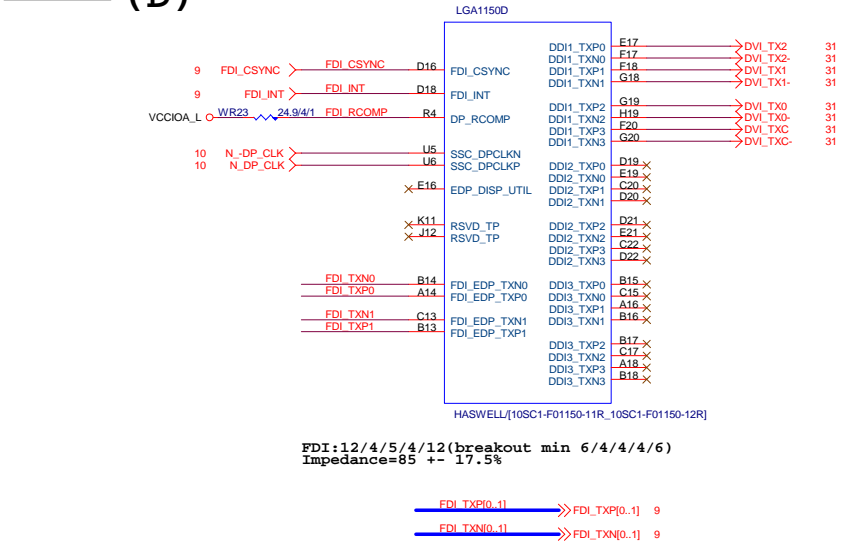 (D)
LGA1150D
9 FDI_CSYNC FDI_CSYNC D16 FDI_CSYNC
9 FDI_INT FDI_INT D18 FDI_INT
VCCIOA_L WR23 24.9/4/1 FDI_RCOMP R4 DP_RCOMP
10 N_-DP_CLK U5 SSC_DPCLKN
10 N_DP_CLK U6 SSC_DPCLKP
E16 EDP_DISP_UTIL
K11 RSVD_TP
J12 RSVD_TP
FDI_TXN0 B14 FDI_EDP_TXN0
FDI_TXP0 A14 FDI_EDP_TXP0
FDI_TXN1 C13 FDI_EDP_TXN1
FDI_TXP1 B13 FDI_EDP_TXP1
DDI1_TXP0 E17 DVI_TX2 31
DDI1_TXN0 F17 DVI_TX2- 31
DDI1_TXP1 F18 DVI_TX1 31
DDI1_TXN1 G18 DVI_TX1- 31
DDI1_TXP2 G19 DVI_TX0 31
DDI1_TXN2 H19 DVI_TX0- 31
DDI1_TXP3 F20 DVI_TXC 31
DDI1_TXN3 G20 DVI_TXC- 31
DDI2_TXP0 D19
DDI2_TXN0 E19
DDI2_TXP1 C20
DDI2_TXN1 D20
DDI2_TXP2 D21
DDI2_TXN2 E21
DDI2_TXP3 C22
DDI2_TXN3 D22
DDI3_TXP0 B15
DDI3_TXN0 C15
DDI3_TXP1 A16
DDI3_TXN1 B16
DDI3_TXP2 B17
DDI3_TXN2 C17
DDI3_TXP3 A18
DDI3_TXN3 B18
HASWELL/[10SC1-F01150-11R_10SC1-F01150-12R]
FDI:12/4/5/4/12(breakout min 6/4/4/4/6)
Impedance=85 +- 17.5%
FDI_TXP[0..1] FDI_TXP[0..1] 9
FDI_TXN[0..1] FDI_TXN[0..1] 9